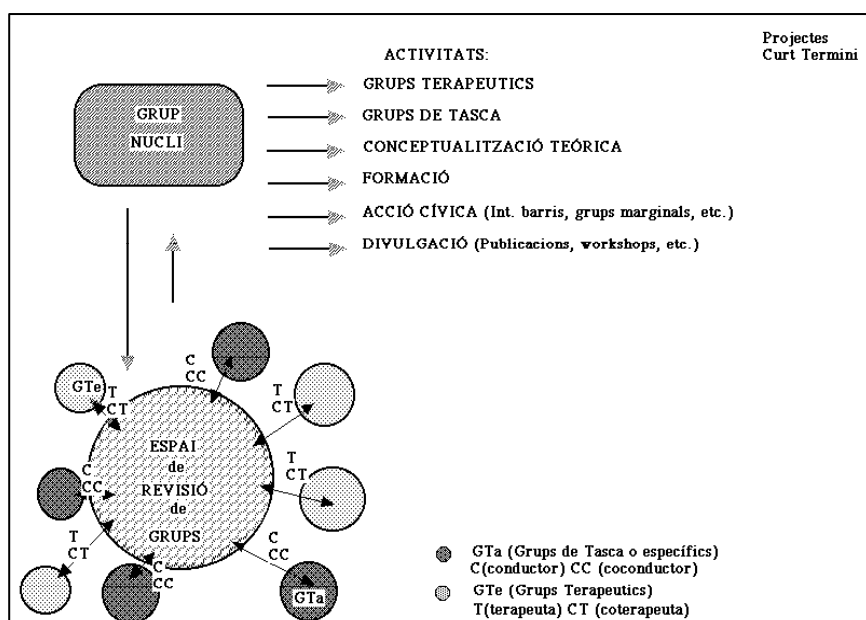 Projectes
Curt Termini
ACTIVITATS:
GRUP
NUCLI
GRUPS TERAPEUTICS
GRUPS DE TASCA
CONCEPTUALITZACIÓ TEÓRICA
FORMACIÓ
ACCIÓ CÍVICA (Int. barris, grups marginals, etc.)
DIVULGACIÓ (Publicacions, workshops, etc.)
C
CC
GTe
T
CT
T
CT
ESPAI
de
REVISIÓ
de
GRUPS
C
CC
T
CT
T
CT
C
CC
C
CC
GTa
GTa (Grups de Tasca o específics)
C(conductor) CC (coconductor)
GTe (Grups Terapeutics)
T(terapeuta) CT (coterapeuta)